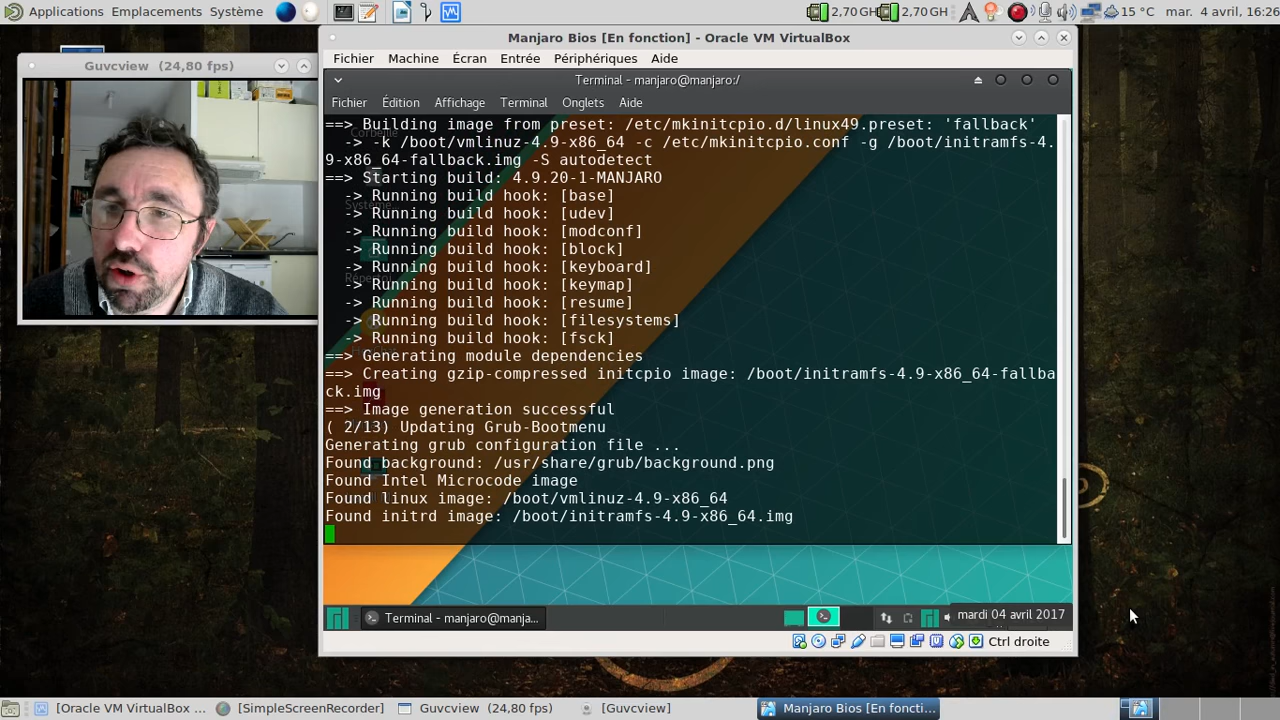 Applications Emplacements Système
2,70 GH 2,70 GH 15 °C mar. 4 avril, 16:26
Guvcview (24,80 fps)
Manjaro Bios [En fonction] - Oracle VM VirtualBox
Fichier Machine Écran Entrée Périphériques Aide
Terminal - manjaro@manjaro:/
Fichier Édition Affichage Terminal Onglets Aide
==> Building image from preset: /etc/mkinitcpio.d/linux49.preset: 'fallback'
-> -k /boot/vmlinuz-4.9-x86_64 -c /etc/mkinitcpio.conf -g /boot/initramfs-4.
9-x86_64-fallback.img -S autodetect
==> Starting build: 4.9.20-1-MANJARO
-> Running build hook: [base]
-> Running build hook: [udev]
-> Running build hook: [modconf]
-> Running build hook: [block]
-> Running build hook: [keyboard]
-> Running build hook: [keymap]
-> Running build hook: [resume]
-> Running build hook: [filesystems]
-> Running build hook: [fsck]
==> Generating module dependencies
==> Creating gzip-compressed initcpio image: /boot/initramfs-4.9-x86_64-fallba
ck.img
==> Image generation successful
( 2/13) Updating Grub-Bootmenu
Generating grub configuration file ...
Found background: /usr/share/grub/background.png
Found Intel Microcode image
Found linux image: /boot/vmlinuz-4.9-x86_64
Found initrd image: /boot/initramfs-4.9-x86_64.img
Corbeille
Système
Terminal - manjaro@manja...
mardi 04 avril 2017
Ctrl droite
[Oracle VM VirtualBox ...
[SimpleScreenRecorder]
Guvcview (24,80 fps)
[Guvcview]
Manjaro Bios [En foncti...